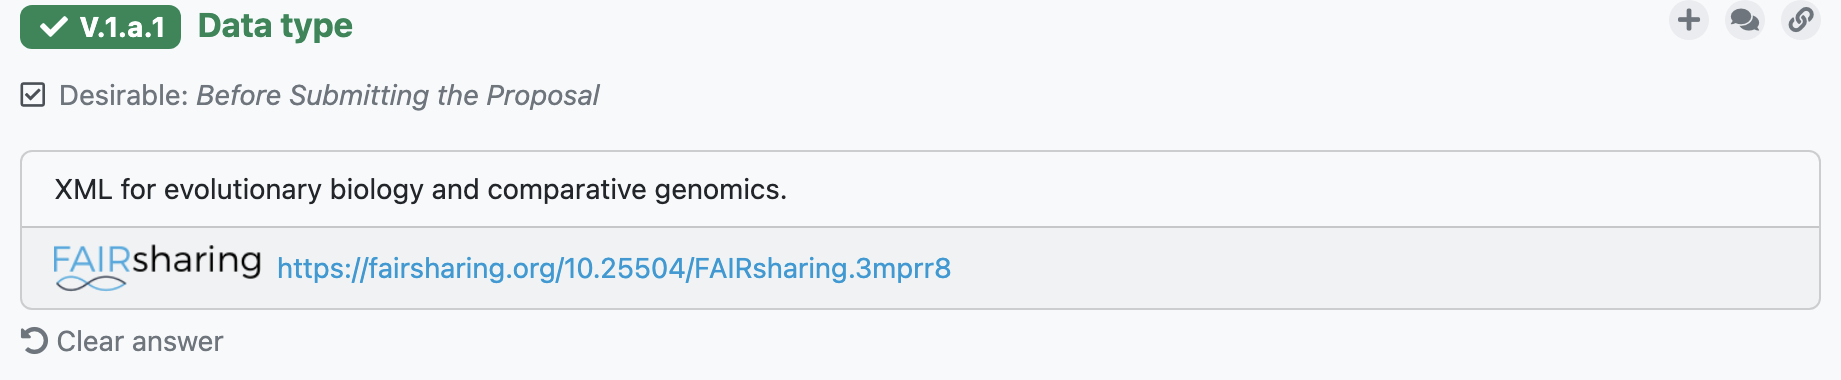 V.1.a.1 Data type
Desirable: Before Submitting the Proposal
XML for evolutionary biology and comparative genomics.
FAIRsharing https://fairsharing.org/10.25504/FAIRsharing.3mprr8
Clear answer